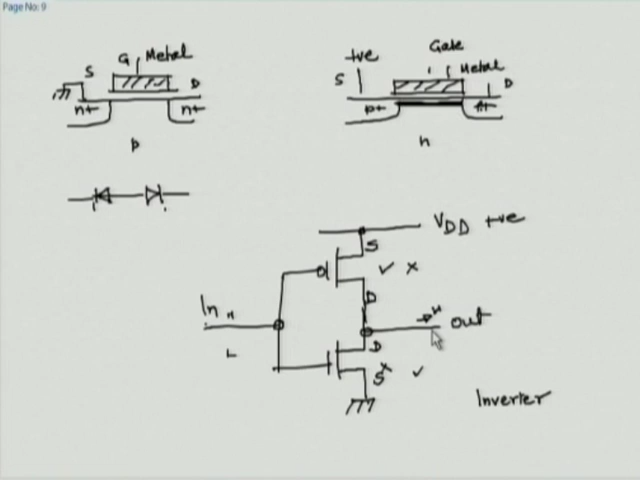 Page No: 9
G Metal
S
D
n+ n+
p
+ve
Gate
Metal
S
D
p+ p+
n
VDD +ve
S
✓ x
In H
D
H out
L
D
S x ✓
Inverter